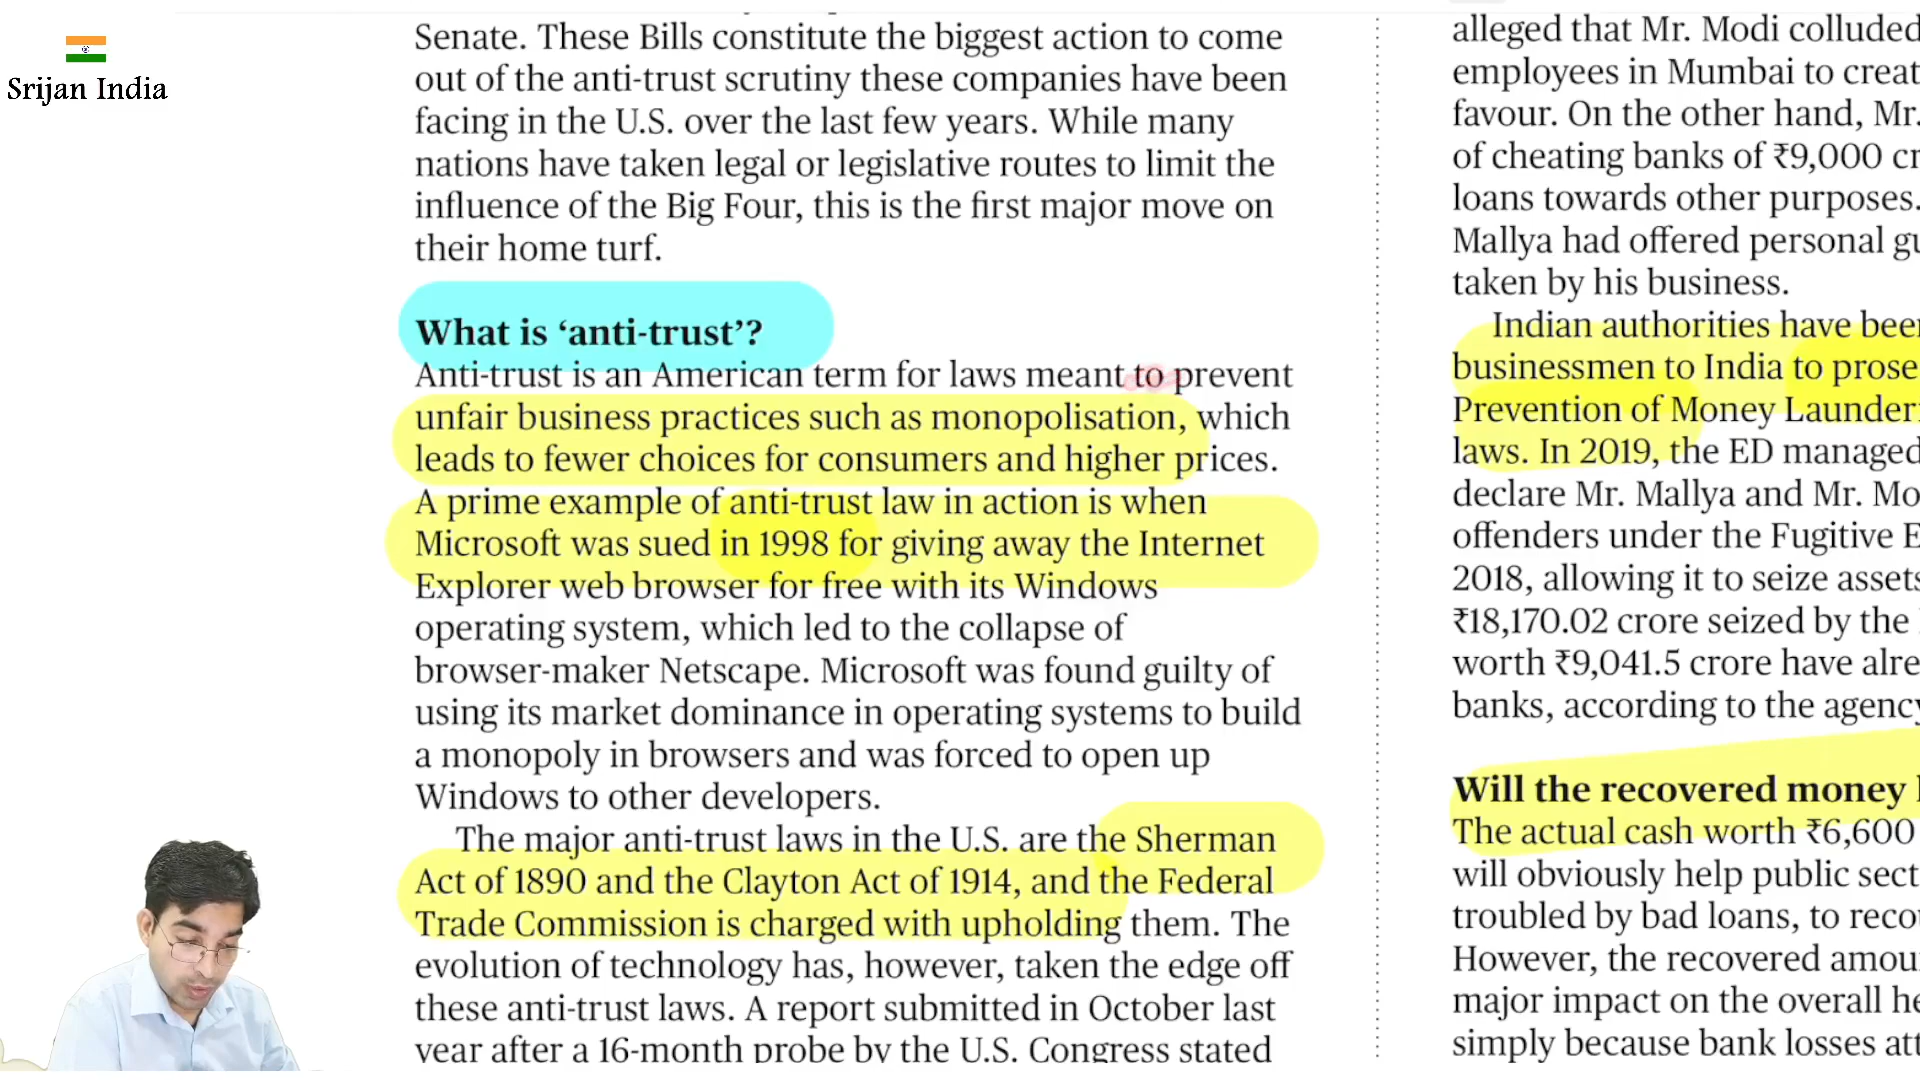 Srijan India
Senate. These Bills constitute the biggest action to come
out of the anti-trust scrutiny these companies have been
facing in the U.S. over the last few years. While many
nations have taken legal or legislative routes to limit the
influence of the Big Four, this is the first major move on
their home turf.
What is ‘anti-trust’?
Anti-trust is an American term for laws meant to prevent
unfair business practices such as monopolisation, which
leads to fewer choices for consumers and higher prices.
A prime example of anti-trust law in action is when
Microsoft was sued in 1998 for giving away the Internet
Explorer web browser for free with its Windows
operating system, which led to the collapse of
browser-maker Netscape. Microsoft was found guilty of
using its market dominance in operating systems to build
a monopoly in browsers and was forced to open up
Windows to other developers.
The major anti-trust laws in the U.S. are the Sherman
Act of 1890 and the Clayton Act of 1914, and the Federal
Trade Commission is charged with upholding them. The
evolution of technology has, however, taken the edge off
these anti-trust laws. A report submitted in October last
year after a 16-month probe by the U.S. Congress stated
alleged that Mr. Modi colluded
employees in Mumbai to creat
favour. On the other hand, Mr.
of cheating banks of ₹9,000 cr
loans towards other purposes.
Mallya had offered personal gu
taken by his business.
Indian authorities have been
businessmen to India to prose
Prevention of Money Launder
laws. In 2019, the ED managed
declare Mr. Mallya and Mr. Mo
offenders under the Fugitive E
2018, allowing it to seize assets
₹18,170.02 crore seized by the
worth ₹9,041.5 crore have alre
banks, according to the agency
Will the recovered money
The actual cash worth ₹6,600
will obviously help public sect
troubled by bad loans, to reco
However, the recovered amou
major impact on the overall he
simply because bank losses att